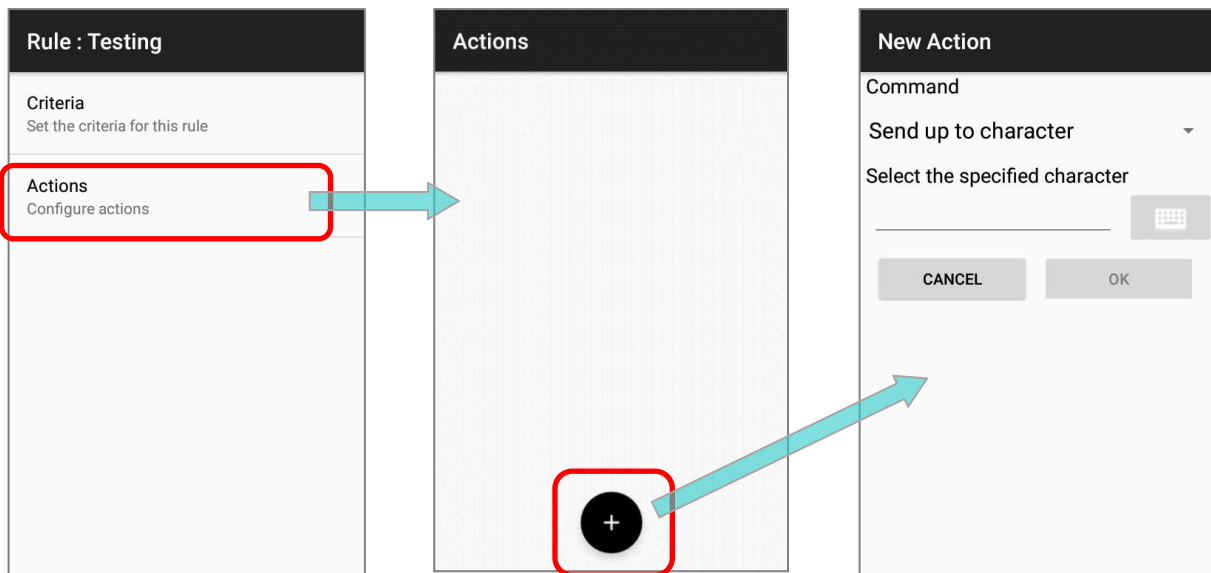 Rule : Testing
Criteria
Set the criteria for this rule
Actions
Configure actions
Actions
+
New Action
Command
Send up to character
Select the specified character
CANCEL OK